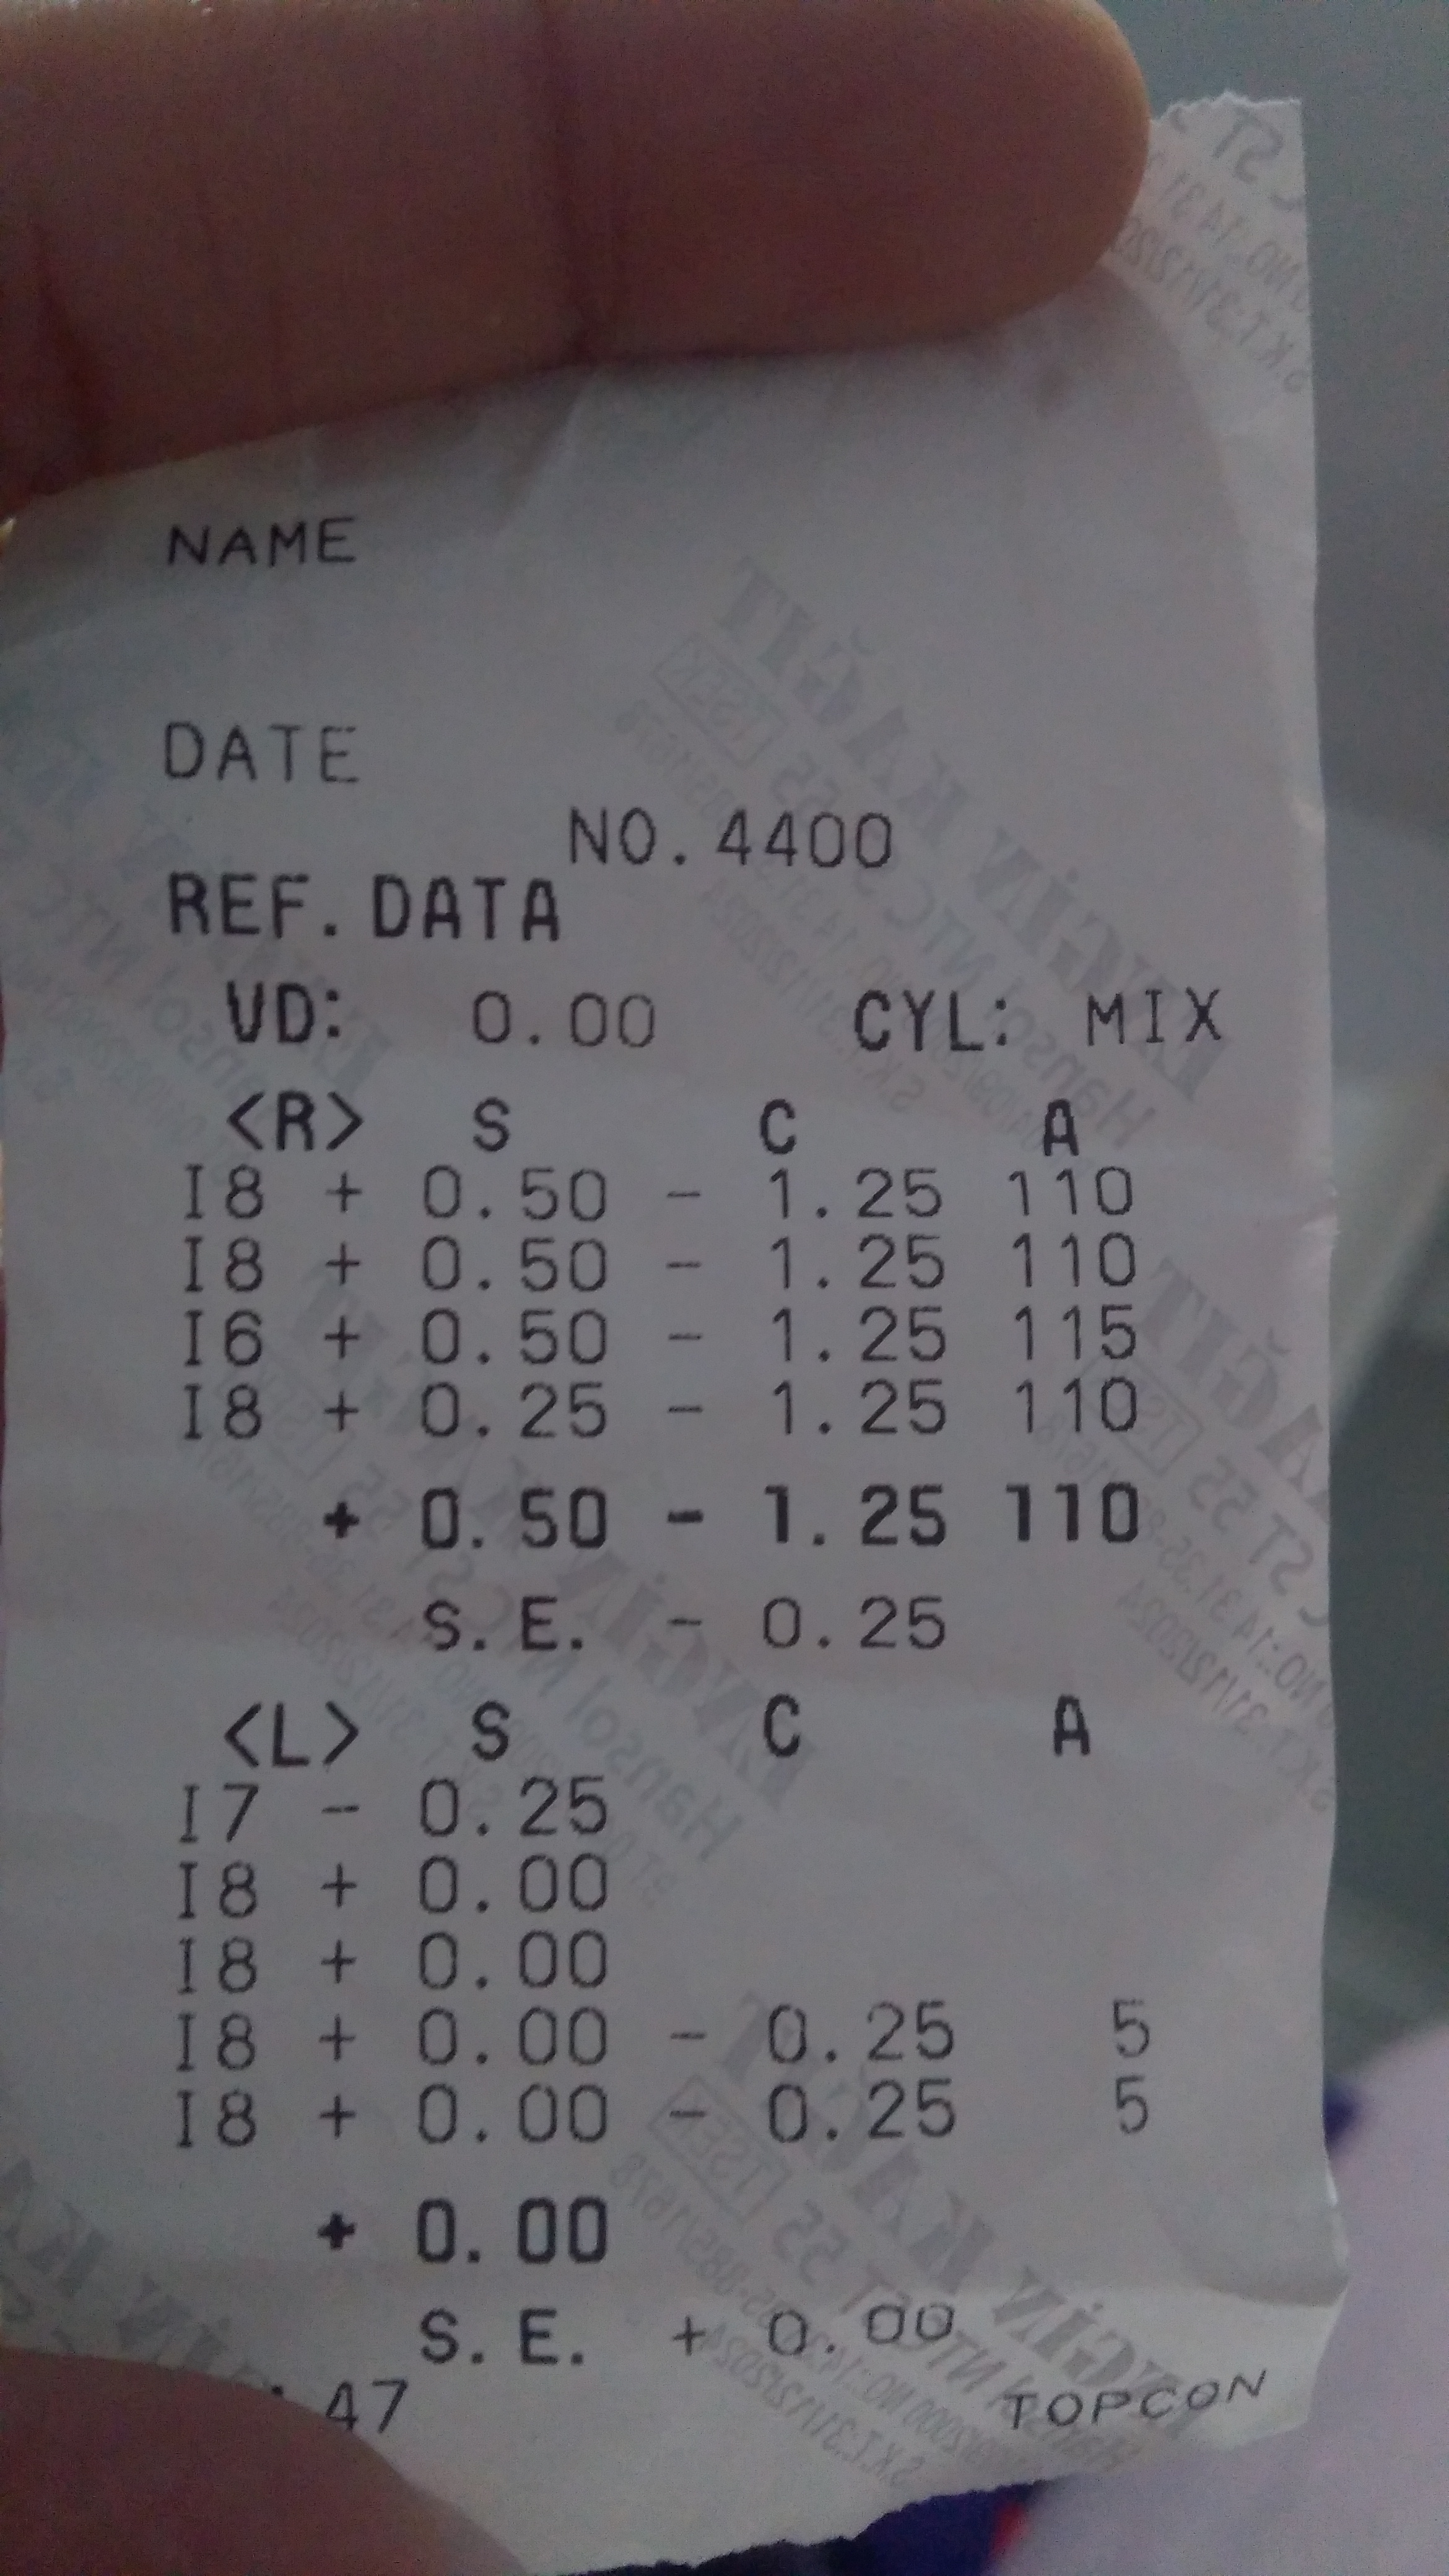 NAME
DATE
NO.4400
REF.DATA
VD: 0.00 CYL: MIX
<R> S C A
I8 + 0.50 - 1.25 110
I8 + 0.50 - 1.25 110
I6 + 0.50 - 1.25 115
I8 + 0.25 - 1.25 110
+ 0.50 - 1.25 110
S.E. - 0.25
<L> S C A
I7 - 0.25
I8 + 0.00
I8 + 0.00
I8 + 0.00 - 0.25 5
I8 + 0.00 - 0.25 5
+ 0.00
S.E. + 0.00
47 TOPCON